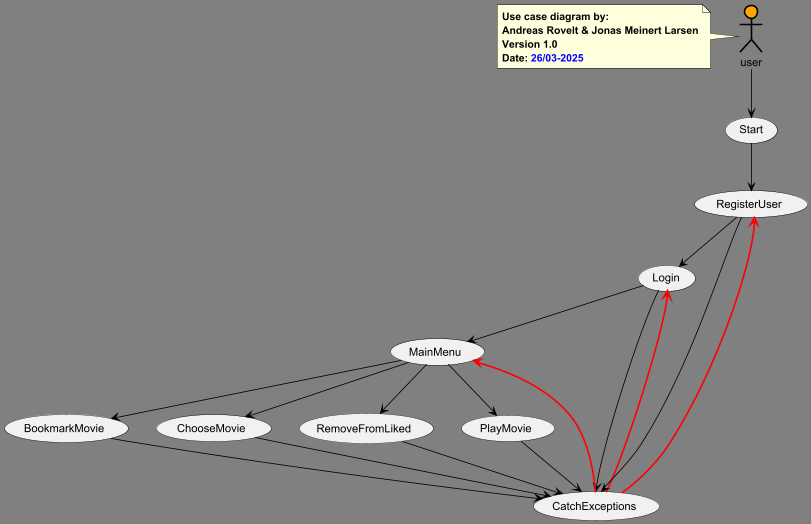 Use case diagram by:
Andreas Rovelt & Jonas Meinert Larsen
Version 1.0
Date: 26/03-2025
user
Start
RegisterUser
Login
MainMenu
BookmarkMovie
ChooseMovie
RemoveFromLiked
PlayMovie
CatchExceptions